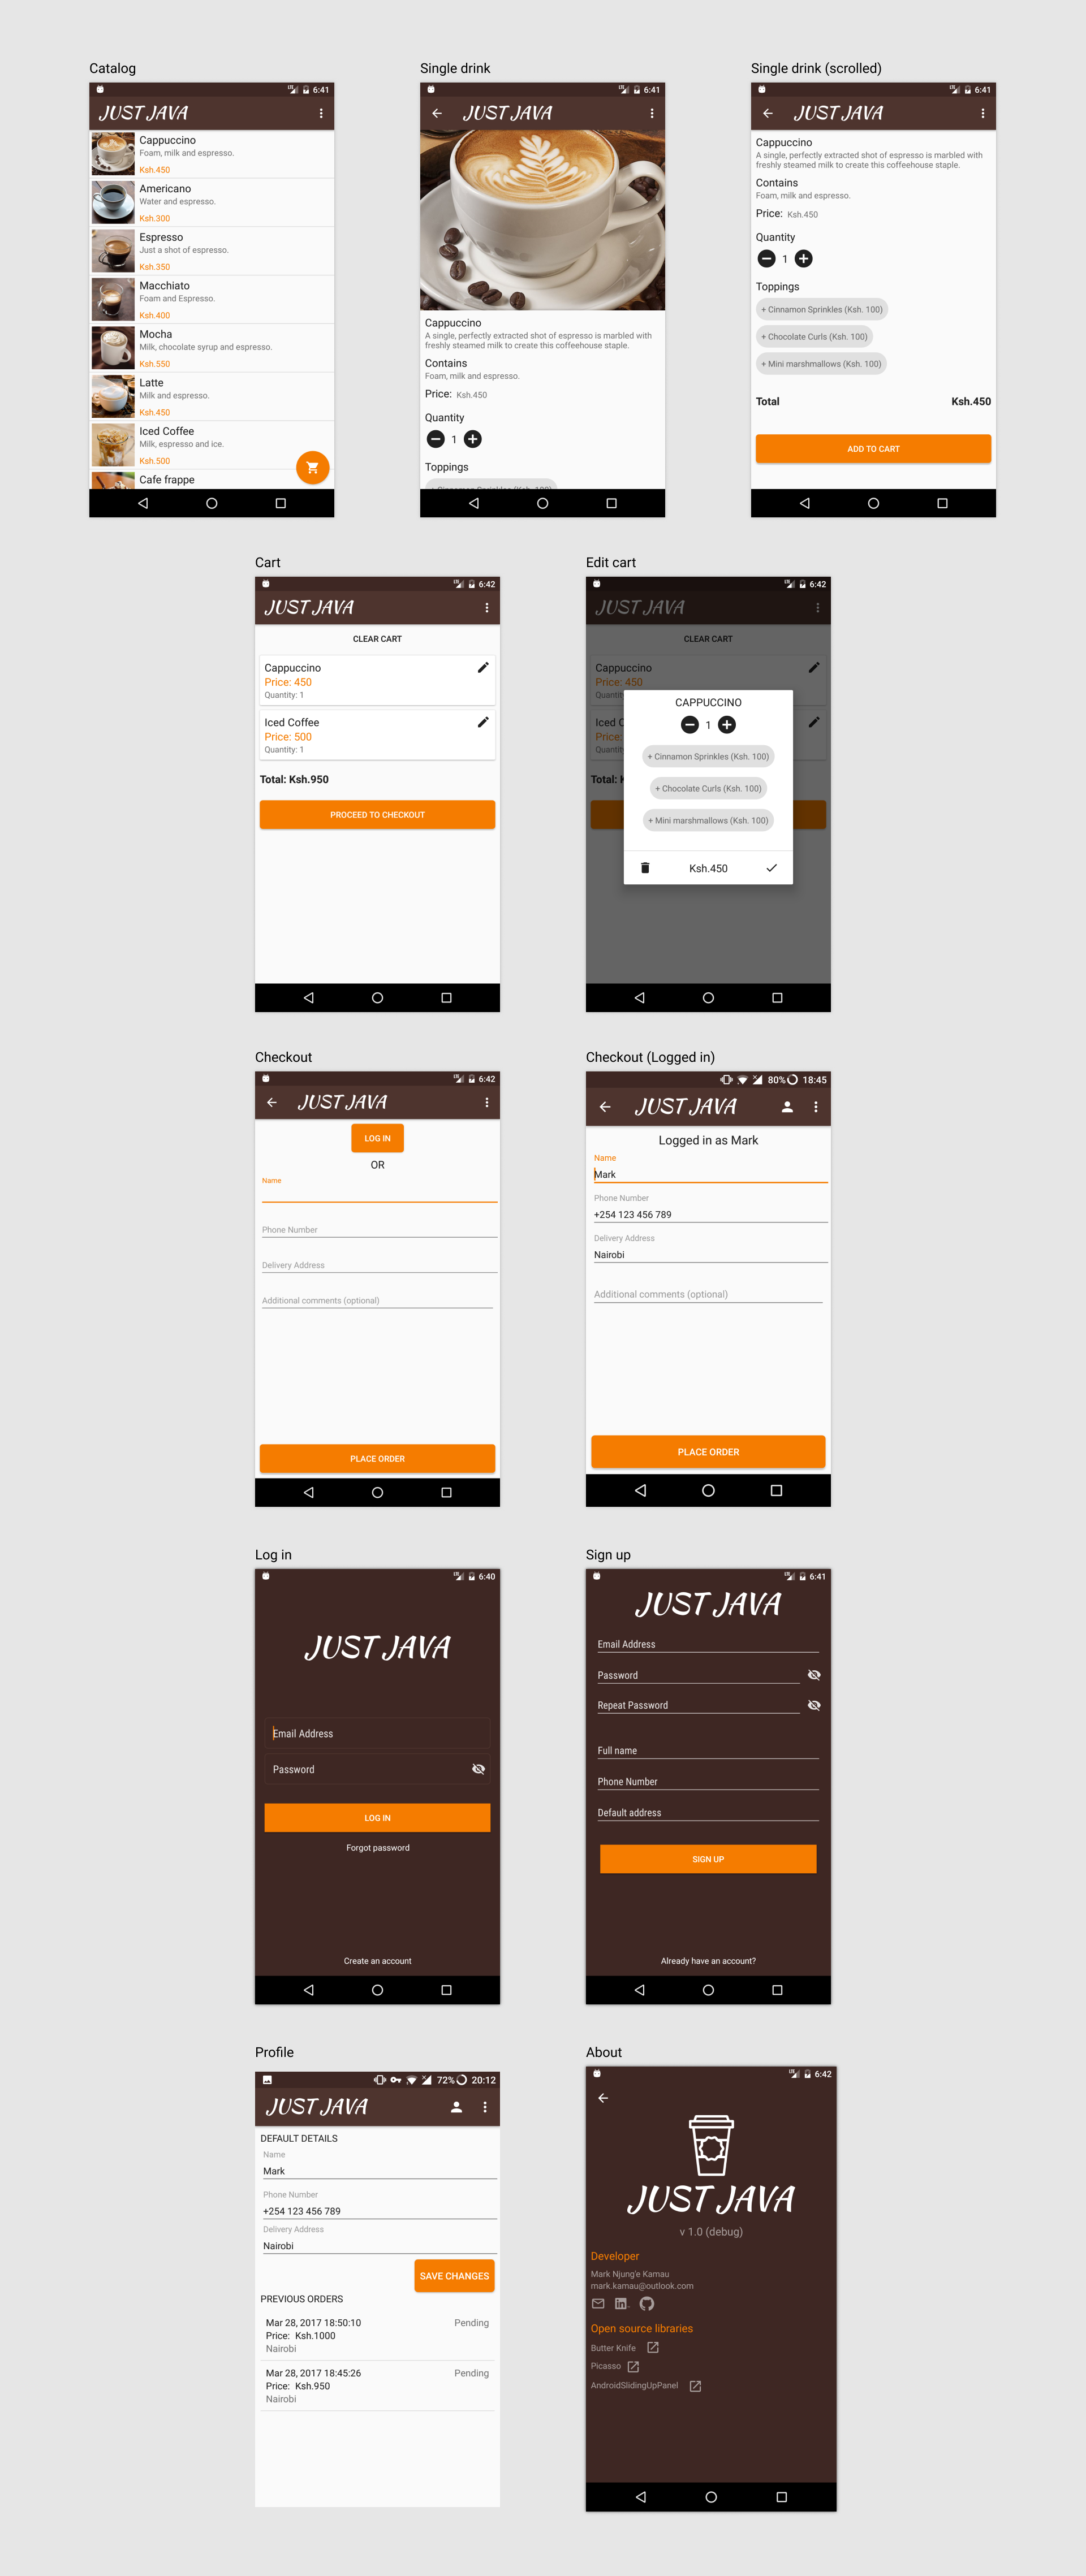 Catalog
6:41
JUST JAVA
Cappuccino
Foam, milk and espresso.
Ksh.450
Americano
Water and espresso.
Ksh.300
Espresso
Just a shot of espresso.
Ksh.350
Macchiato
Foam and Espresso.
Ksh.400
Mocha
Milk, chocolate syrup and espresso.
Ksh.550
Latte
Milk and espresso.
Ksh.450
Iced Coffee
Milk, espresso and ice.
Ksh.500
Cafe frappe
Single drink
6:41
JUST JAVA
Cappuccino
A single, perfectly extracted shot of espresso is marbled with
freshly steamed milk to create this coffeehouse staple.
Contains
Foam, milk and espresso.
Price: Ksh.450
Quantity
1
Toppings
+ Cinnamon Sprinkles (Ksh. 100)
Single drink (scrolled)
6:41
JUST JAVA
Cappuccino
A single, perfectly extracted shot of espresso is marbled with
freshly steamed milk to create this coffeehouse staple.
Contains
Foam, milk and espresso.
Price: Ksh.450
Quantity
1
Toppings
+ Cinnamon Sprinkles (Ksh. 100)
+ Chocolate Curls (Ksh. 100)
+ Mini marshmallows (Ksh. 100)
Total Ksh.450
ADD TO CART
Cart
6:42
JUST JAVA
CLEAR CART
Cappuccino
Price: 450
Quantity: 1
Iced Coffee
Price: 500
Quantity: 1
Total: Ksh.950
PROCEED TO CHECKOUT
Edit cart
6:42
JUST JAVA
CLEAR CART
Cappuccino
Price: 450
Quantity
Iced C
Price:
Quantity
Total: K
CAPPUCCINO
1
+ Cinnamon Sprinkles (Ksh. 100)
+ Chocolate Curls (Ksh. 100)
+ Mini marshmallows (Ksh. 100)
Ksh.450
Checkout
6:42
JUST JAVA
LOG IN
OR
Name
Phone Number
Delivery Address
Additional comments (optional)
PLACE ORDER
Checkout (Logged in)
80% 18:45
JUST JAVA
Logged in as Mark
Name
Mark
Phone Number
+254 123 456 789
Delivery Address
Nairobi
Additional comments (optional)
PLACE ORDER
Log in
6:40
JUST JAVA
Email Address
Password
LOG IN
Forgot password
Create an account
Sign up
6:41
JUST JAVA
Email Address
Password
Repeat Password
Full name
Phone Number
Default address
SIGN UP
Already have an account?
Profile
72% 20:12
JUST JAVA
DEFAULT DETAILS
Name
Mark
Phone Number
+254 123 456 789
Delivery Address
Nairobi
SAVE CHANGES
PREVIOUS ORDERS
Mar 28, 2017 18:50:10 Pending
Price: Ksh.1000
Nairobi
Mar 28, 2017 18:45:26 Pending
Price: Ksh.950
Nairobi
About
6:42
JUST JAVA
v 1.0 (debug)
Developer
Mark Njung'e Kamau
mark.kamau@outlook.com
Open source libraries
Butter Knife
Picasso
AndroidSlidingUpPanel